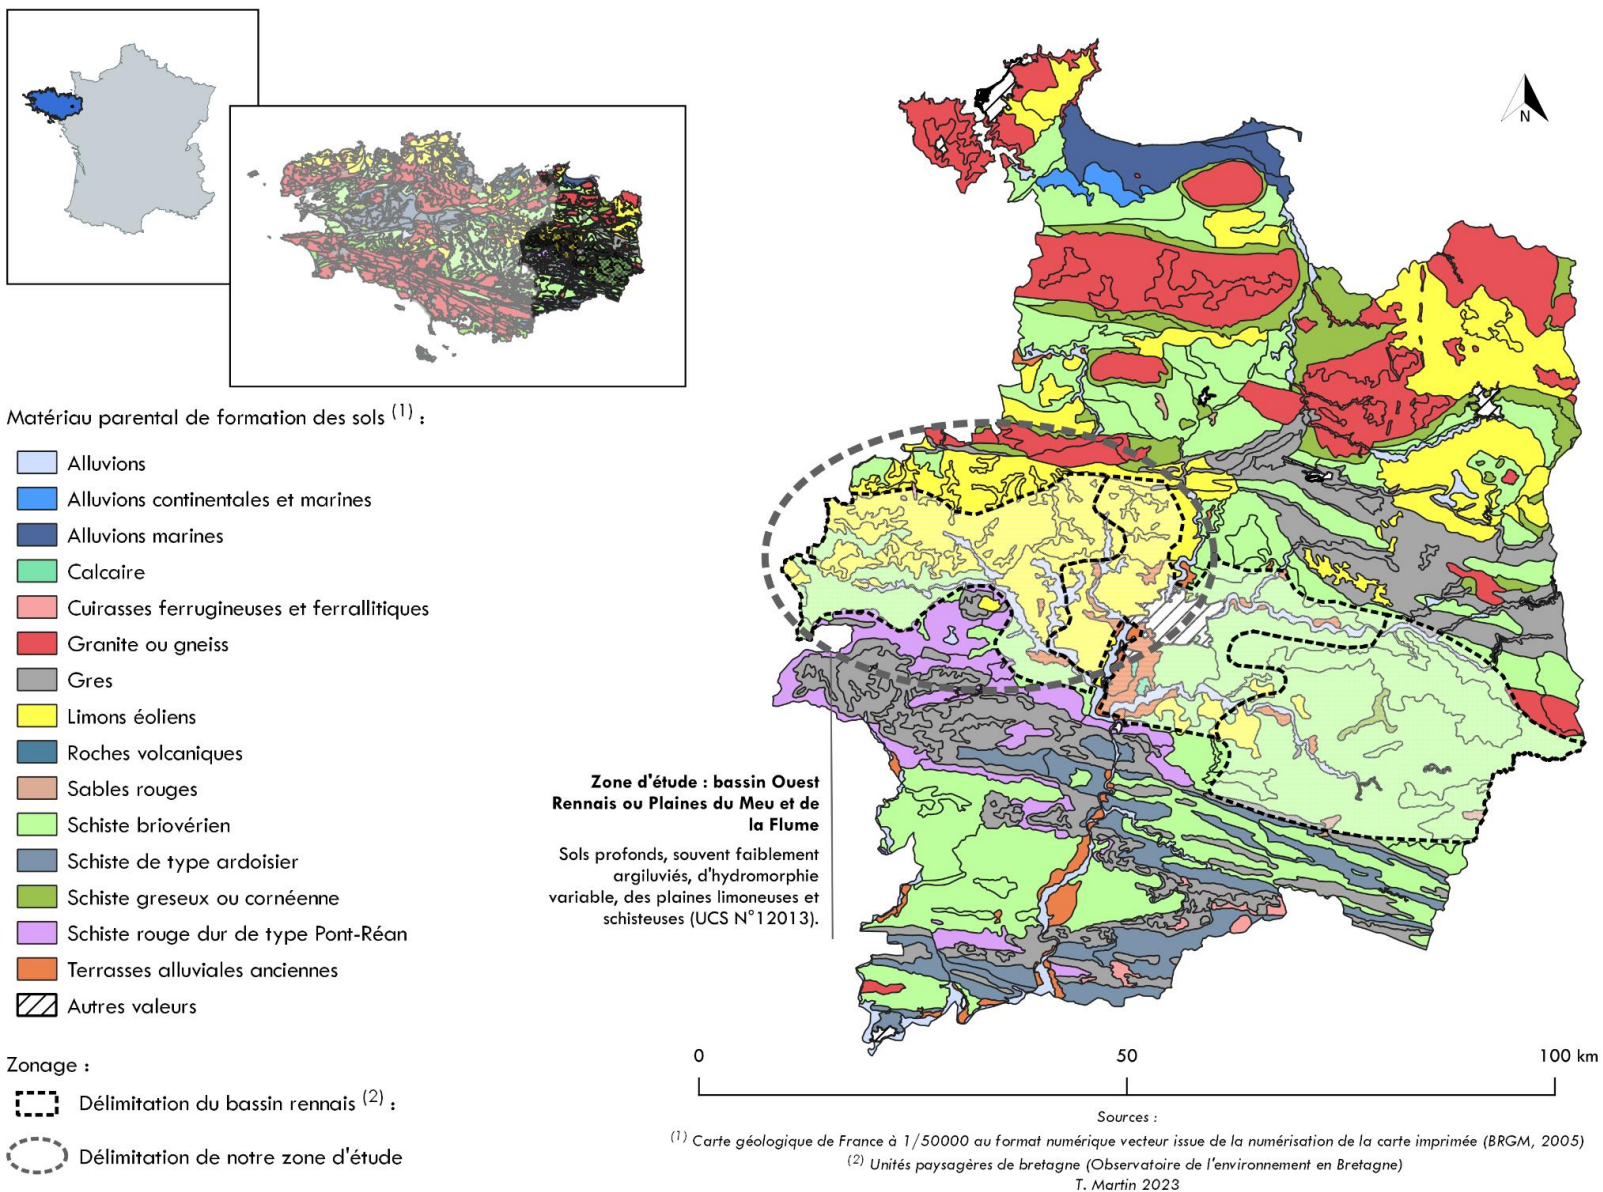 N
Matériau parental de formation des sols (1) :
Alluvions
Alluvions continentales et marines
Alluvions marines
Calcaire
Cuirasses ferrugineuses et ferrallitiques
Granite ou gneiss
Gres
Limons éoliens
Roches volcaniques
Sables rouges
Schiste briovérien
Schiste de type ardoisier
Schiste greseux ou cornéenne
Schiste rouge dur de type Pont-Réan
Terrasses alluviales anciennes
Autres valeurs
Zonage :
Délimitation du bassin rennais (2) :
Délimitation de notre zone d'étude
Zone d'étude : bassin Ouest
Rennais ou Plaines du Meu et de
la Flume
Sols profonds, souvent faiblement
argiluviés, d'hydromorphie
variable, des plaines limoneuses et
schisteuses (UCS N°12013).
0 50 100 km
Sources :
(1) Carte géologique de France à 1/50000 au format numérique vecteur issue de la numérisation de la carte imprimée (BRGM, 2005)
(2) Unités paysagères de bretagne (Observatoire de l'environnement en Bretagne)
T. Martin 2023